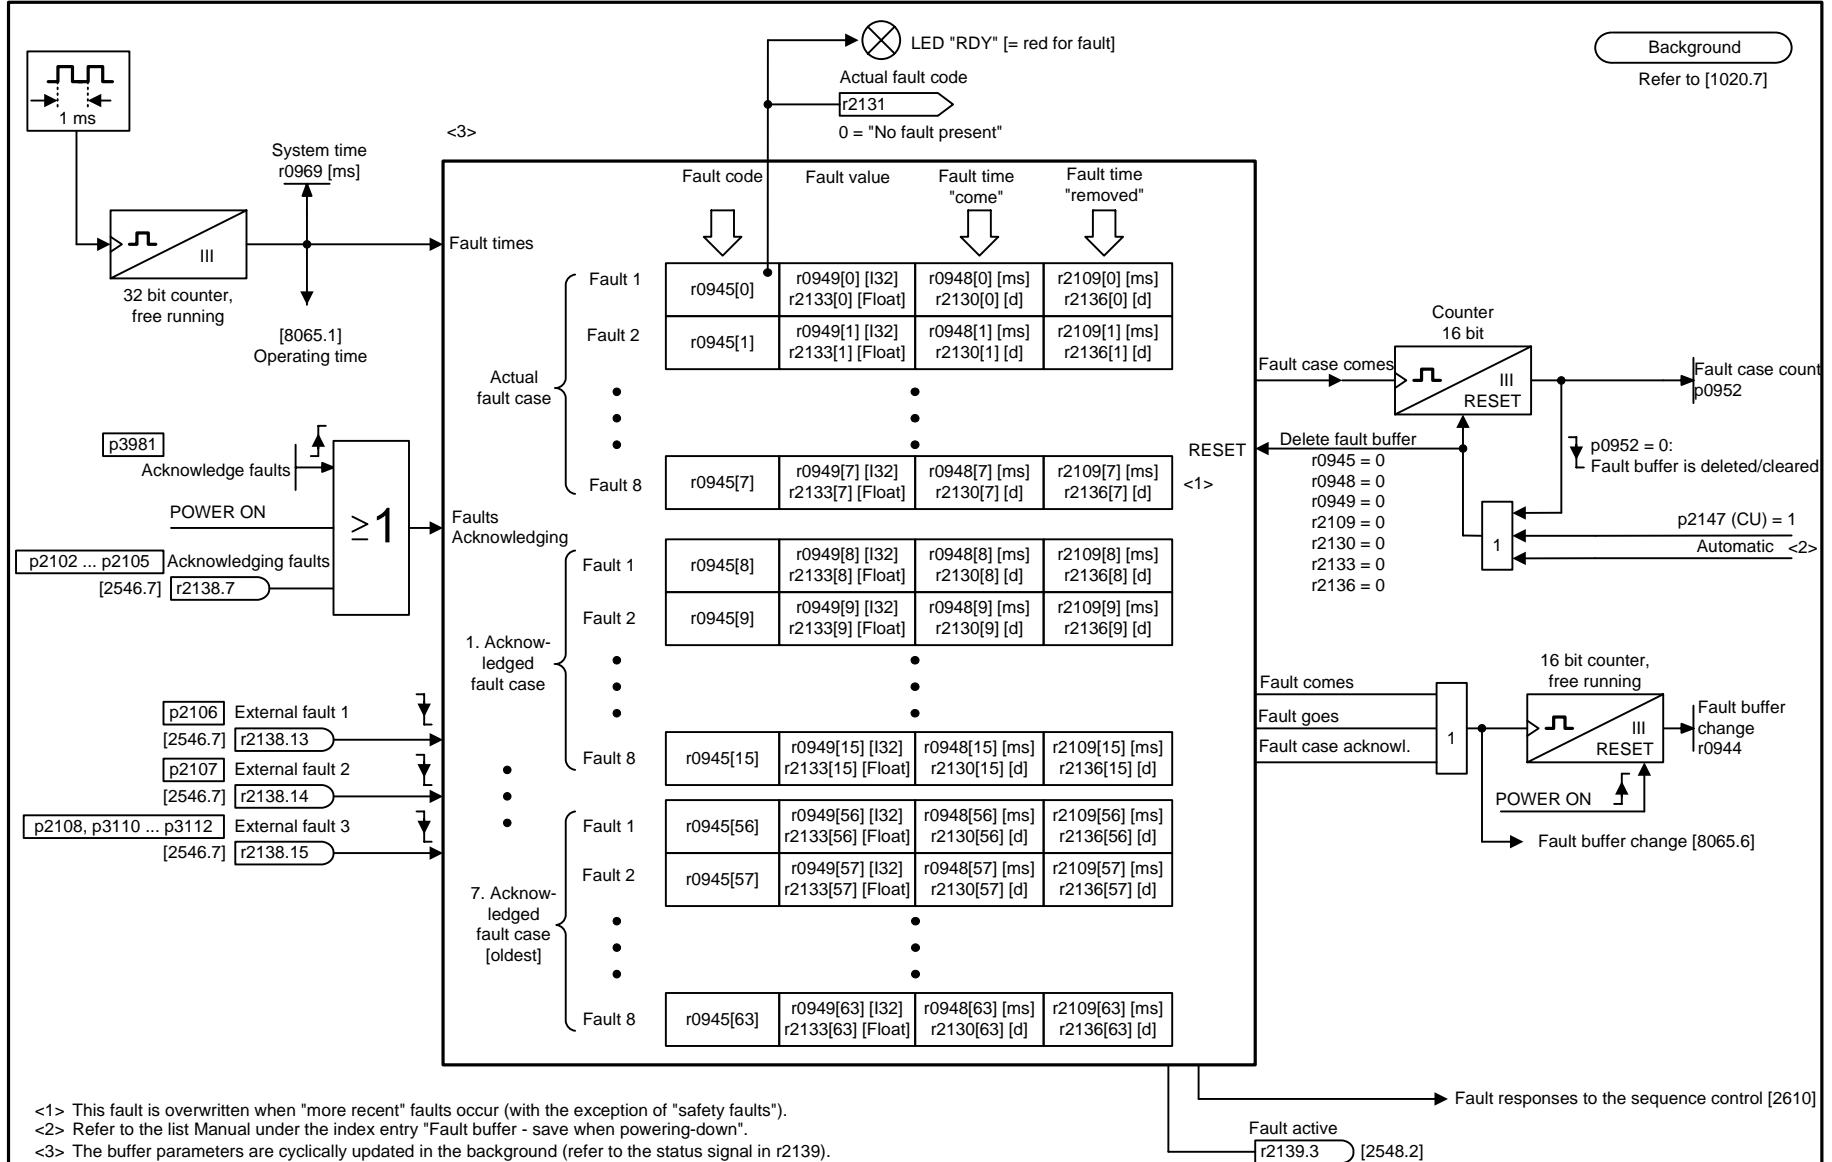 LED "RDY" [= red for fault]
Background
Refer to [1020.7]
Actual fault code
r2131
0 = "No fault present"
1 ms
<3>
System time
r0969 [ms]
III
32 bit counter,
free running
[8065.1]
Operating time
Fault times
Fault code
Fault value
Fault time
"come"
Fault time
"removed"
Actual
fault case
Fault 1
r0945[0]
r0949[0] [I32]
r2133[0] [Float]
r0948[0] [ms]
r2130[0] [d]
r2109[0] [ms]
r2136[0] [d]
Fault 2
r0945[1]
r0949[1] [I32]
r2133[1] [Float]
r0948[1] [ms]
r2130[1] [d]
r2109[1] [ms]
r2136[1] [d]
Fault 8
r0945[7]
r0949[7] [I32]
r2133[7] [Float]
r0948[7] [ms]
r2130[7] [d]
r2109[7] [ms]
r2136[7] [d]
<1>
p3981
Acknowledge faults
POWER ON
p2102 ... p2105
Acknowledging faults
[2546.7]
r2138.7
≥1
Faults
Acknowledging
1. Acknow-
ledged
fault case
Fault 1
r0945[8]
r0949[8] [I32]
r2133[8] [Float]
r0948[8] [ms]
r2130[8] [d]
r2109[8] [ms]
r2136[8] [d]
Fault 2
r0945[9]
r0949[9] [I32]
r2133[9] [Float]
r0948[9] [ms]
r2130[9] [d]
r2109[9] [ms]
r2136[9] [d]
Fault 8
r0945[15]
r0949[15] [I32]
r2133[15] [Float]
r0948[15] [ms]
r2130[15] [d]
r2109[15] [ms]
r2136[15] [d]
p2106
External fault 1
[2546.7]
r2138.13
p2107
External fault 2
[2546.7]
r2138.14
p2108, p3110 ... p3112
External fault 3
[2546.7]
r2138.15
7. Acknow-
ledged
fault case
[oldest]
Fault 1
r0945[56]
r0949[56] [I32]
r2133[56] [Float]
r0948[56] [ms]
r2130[56] [d]
r2109[56] [ms]
r2136[56] [d]
Fault 2
r0945[57]
r0949[57] [I32]
r2133[57] [Float]
r0948[57] [ms]
r2130[57] [d]
r2109[57] [ms]
r2136[57] [d]
Fault 8
r0945[63]
r0949[63] [I32]
r2133[63] [Float]
r0948[63] [ms]
r2130[63] [d]
r2109[63] [ms]
r2136[63] [d]
Counter
16 bit
Fault case comes
III
RESET
Fault case count
p0952
RESET
Delete fault buffer
r0945 = 0
r0948 = 0
r0949 = 0
r2109 = 0
r2130 = 0
r2133 = 0
r2136 = 0
p0952 = 0:
Fault buffer is deleted/cleared
1
p2147 (CU) = 1
Automatic <2>
16 bit counter,
free running
Fault comes
Fault goes
Fault case acknowl.
1
III
RESET
Fault buffer
change
r0944
POWER ON
Fault buffer change [8065.6]
Fault responses to the sequence control [2610]
Fault active
r2139.3
[2548.2]
<1> This fault is overwritten when "more recent" faults occur (with the exception of "safety faults").
<2> Refer to the list Manual under the index entry "Fault buffer - save when powering-down".
<3> The buffer parameters are cyclically updated in the background (refer to the status signal in r2139).